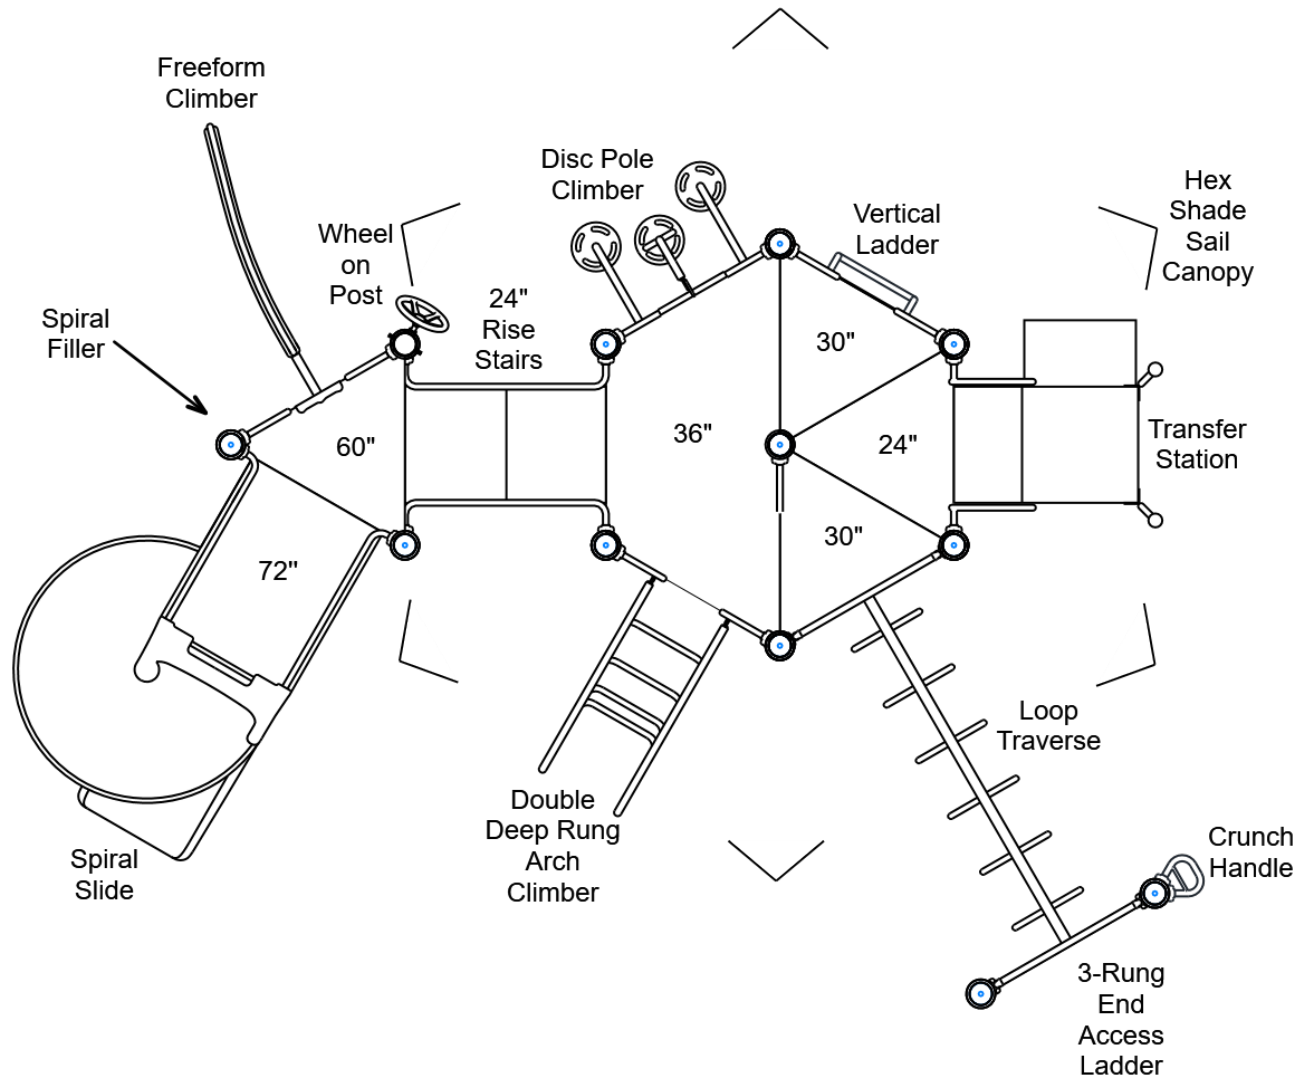 Freeform
Climber
Disc Pole
Climber
Hex
Shade
Sail
Canopy
Vertical
Ladder
Wheel
on
Post
24"
Rise
Stairs
Spiral
Filler
30"
60"
36"
24"
Transfer
Station
30"
72"
Loop
Traverse
Double
Deep Rung
Arch
Climber
Spiral
Slide
Crunch
Handle
3-Rung
End
Access
Ladder